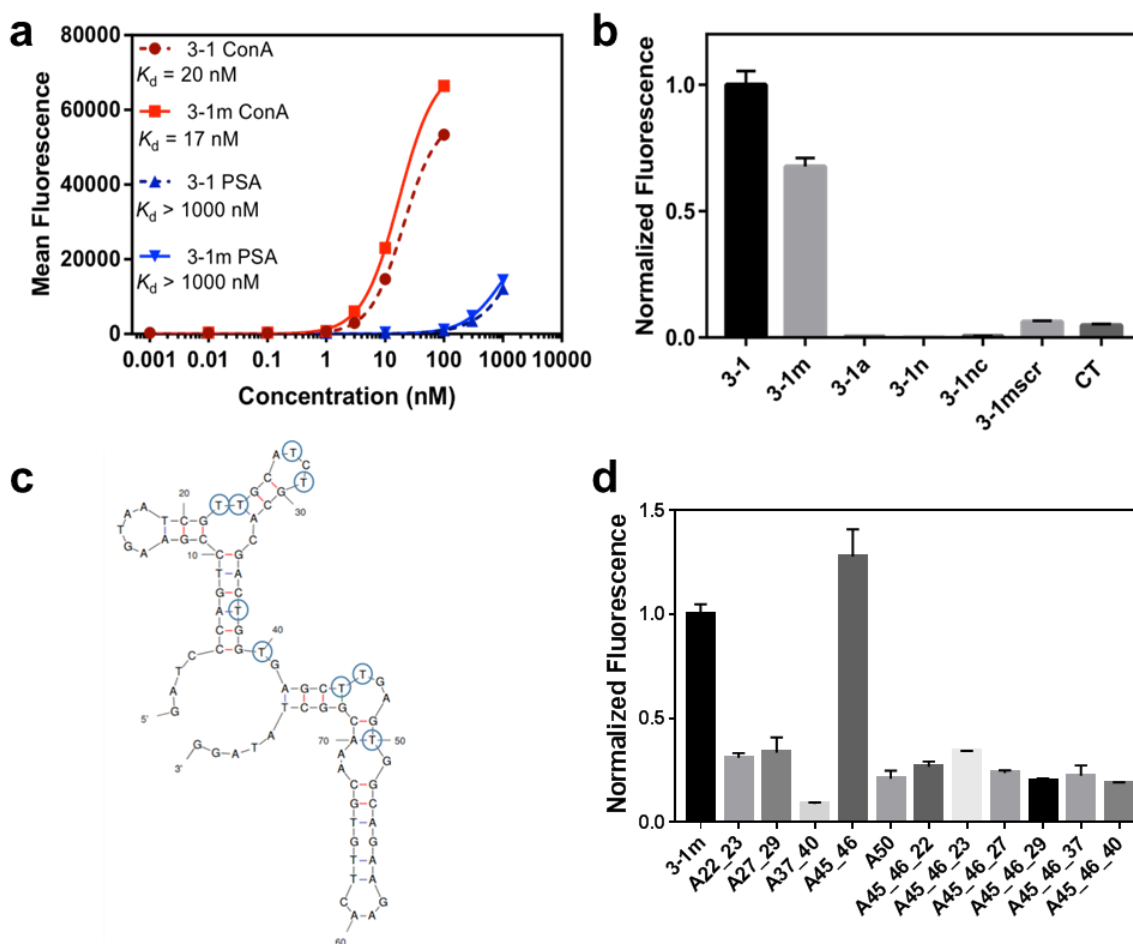 a
80000
60000
40000
20000
0
Mean Fluorescence
3-1 ConA
Kd = 20 nM
3-1m ConA
Kd = 17 nM
3-1 PSA
Kd > 1000 nM
3-1m PSA
Kd > 1000 nM
0.001 0.01 0.1 1 10 100 1000 10000
Concentration (nM)
b
Normalized Fluorescence
1.0
0.5
0.0
3-1
3-1m
3-1a
3-1n
3-1nc
3-1mscr
CT
c
5'
GATCCCAGTCCGAAGTAATCGTTGCATCTGCACGACTGGTGAGCTTGAGTGGCAGAAGAACTTGTGCAAACGGCTATAGG
3'
10
20
30
40
50
60
70
d
Normalized Fluorescence
1.5
1.0
0.5
0.0
3-1m
A22_23
A27_29
A37_40
A45_46
A50
A45_46_22
A45_46_23
A45_46_27
A45_46_29
A45_46_37
A45_46_40